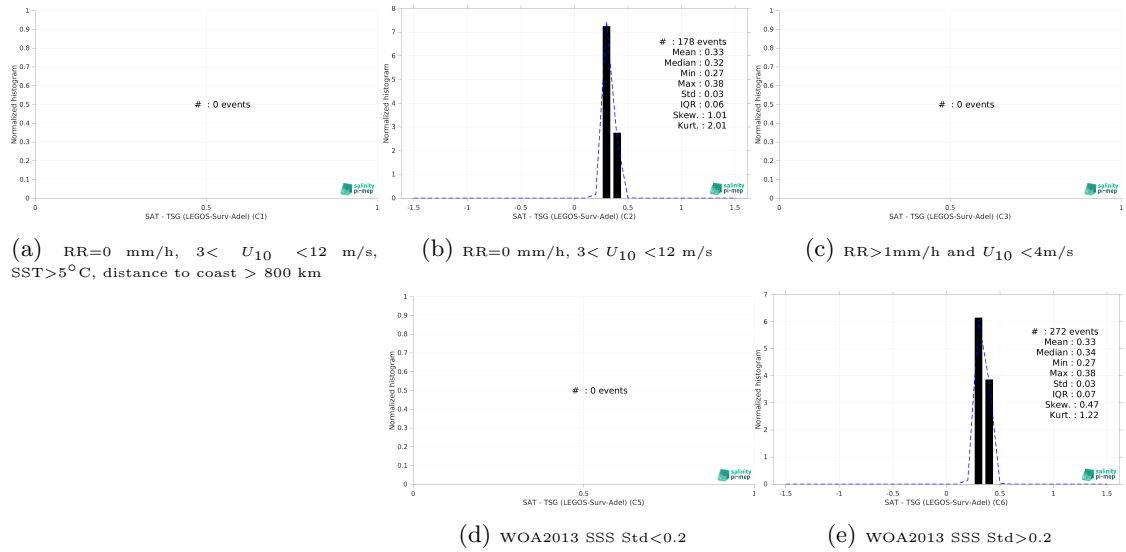 1
0.9
0.8
0.7
0.6
0.5
0.4
0.3
0.2
0.1
0
Normalized histogram
# : 0 events
salinity
pi-mep
0 0.5 1
SAT - TSG (LEGOS-Surv-Adel) (C1)
(a) RR=0 mm/h, 3< U10 <12 m/s,
SST>5°C, distance to coast > 800 km
8
7
6
5
4
3
2
1
0
Normalized histogram
# : 178 events
Mean : 0.33
Median : 0.32
Min : 0.27
Max : 0.38
Std : 0.03
IQR : 0.06
Skew. : 1.01
Kurt. : 2.01
salinity
pi-mep
-1.5 -1 -0.5 0 0.5 1 1.5
SAT - TSG (LEGOS-Surv-Adel) (C2)
(b) RR=0 mm/h, 3< U10 <12 m/s
1
0.9
0.8
0.7
0.6
0.5
0.4
0.3
0.2
0.1
0
Normalized histogram
# : 0 events
salinity
pi-mep
0 0.5 1
SAT - TSG (LEGOS-Surv-Adel) (C3)
(c) RR>1mm/h and U10 <4m/s
1
0.9
0.8
0.7
0.6
0.5
0.4
0.3
0.2
0.1
0
Normalized histogram
# : 0 events
salinity
pi-mep
0 0.5 1
SAT - TSG (LEGOS-Surv-Adel) (C5)
(d) WOA2013 SSS Std<0.2
7
6
5
4
3
2
1
0
Normalized histogram
# : 272 events
Mean : 0.33
Median : 0.34
Min : 0.27
Max : 0.38
Std : 0.03
IQR : 0.07
Skew. : 0.47
Kurt. : 1.22
salinity
pi-mep
-1.5 -1 -0.5 0 0.5 1 1.5
SAT - TSG (LEGOS-Surv-Adel) (C6)
(e) WOA2013 SSS Std>0.2